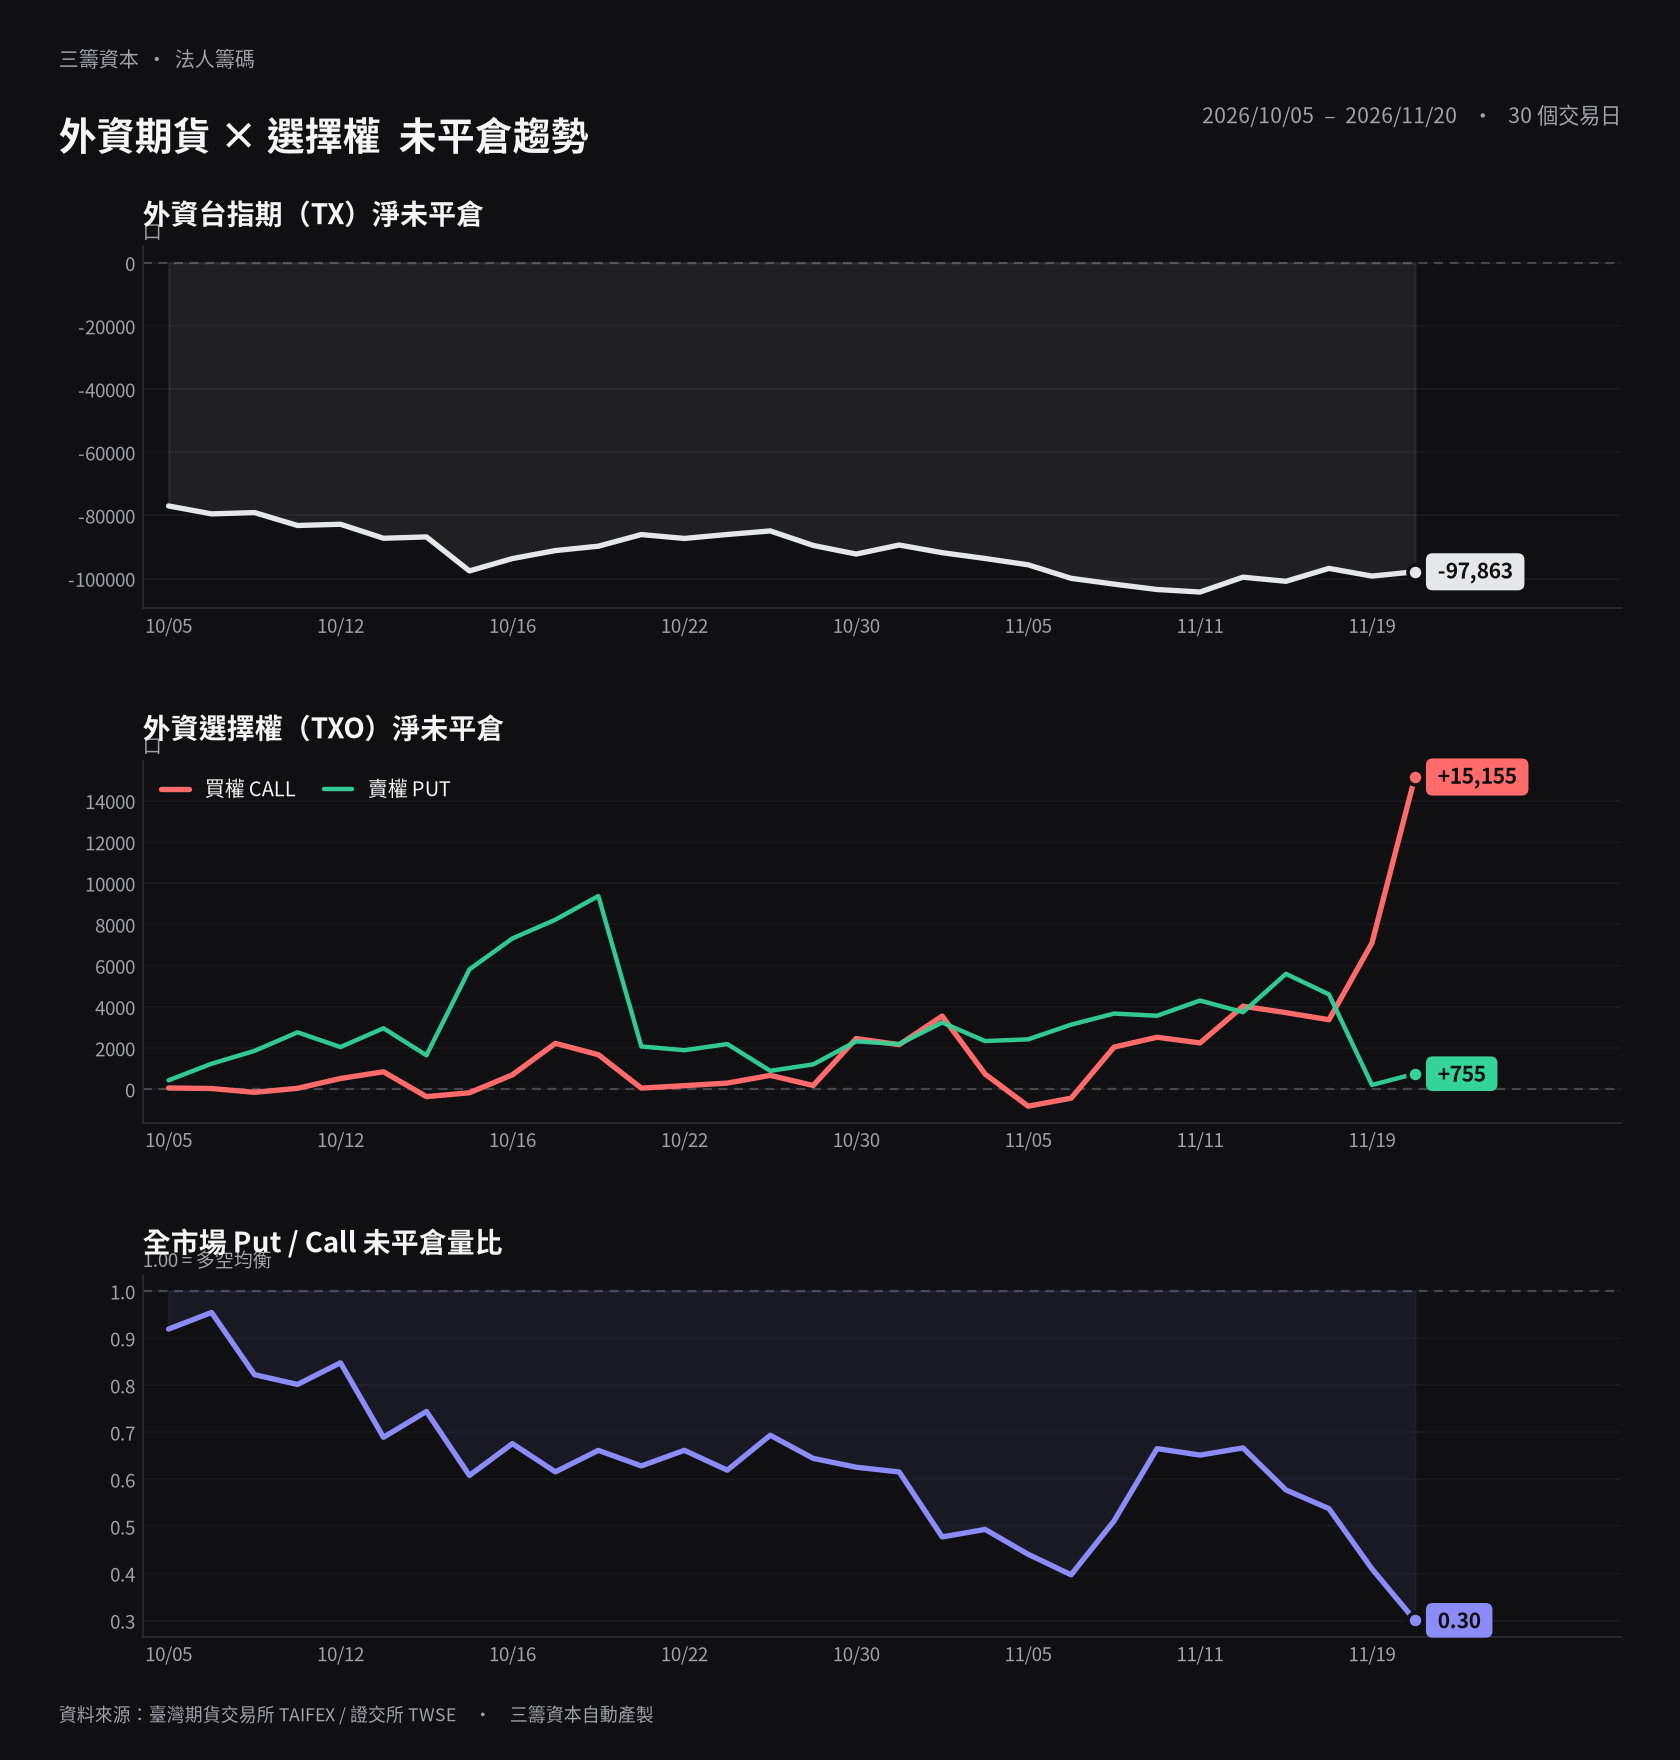 三籌資本 • 法人籌碼
外資期貨 × 選擇權 未平倉趨勢
2026/10/05 – 2026/11/20 • 30 個交易日
外資台指期（TX）淨未平倉
口
0
-20000
-40000
-60000
-80000
-100000
-97,863
10/05 10/12 10/16 10/22 10/30 11/05 11/11 11/19
外資選擇權（TXO）淨未平倉
口
買權 CALL 賣權 PUT
+15,155
14000
12000
10000
8000
6000
4000
2000
0
+755
10/05 10/12 10/16 10/22 10/30 11/05 11/11 11/19
全市場 Put / Call 未平倉量比
1.00 = 多空均衡
1.0
0.9
0.8
0.7
0.6
0.5
0.4
0.3
0.30
10/05 10/12 10/16 10/22 10/30 11/05 11/11 11/19
資料來源：臺灣期貨交易所 TAIFEX / 證交所 TWSE • 三籌資本自動產製